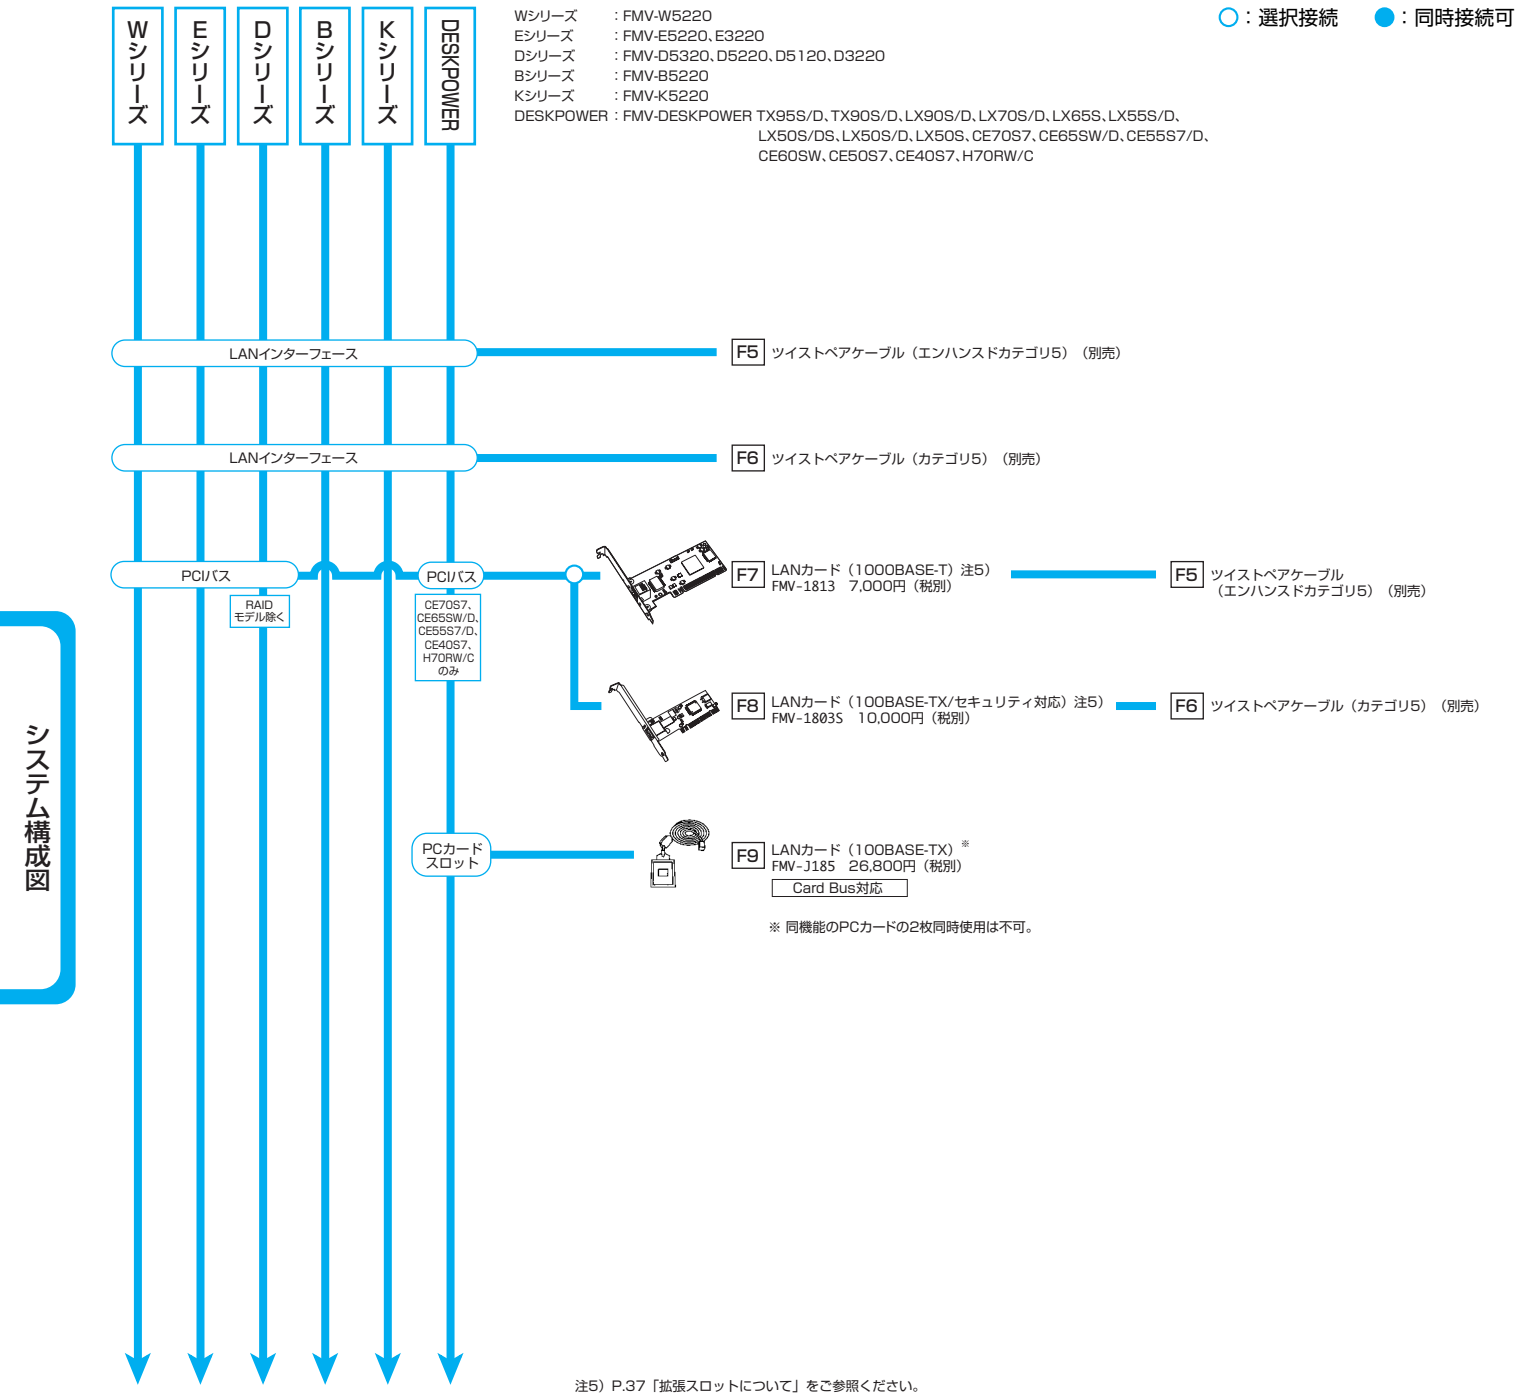 Wシリーズ
Eシリーズ
Dシリーズ
Bシリーズ
Kシリーズ
DESKPOWER
Wシリーズ：FMV-W5220
Eシリーズ：FMV-E5220、E3220
Dシリーズ：FMV-D5320、D5220、D5120、D3220
Bシリーズ：FMV-B5220
Kシリーズ：FMV-K5220
DESKPOWER：FMV-DESKPOWER TX95S/D、TX90S/D、LX90S/D、LX70S/D、LX65S、LX55S/D、
LX50S/DS、LX50S/D、LX50S、CE70S7、CE65SW/D、CE55S7/D、
CE60SW、CE50S7、CE40S7、H70RW/C
○：選択接続　●：同時接続可
LANインターフェース
F5 ツイストペアケーブル（エンハンスドカテゴリ5）（別売）
LANインターフェース
F6 ツイストペアケーブル（カテゴリ5）（別売）
PCIバス
RAID
モデル除く
PCIバス
CE70S7、
CE65SW/D、
CE55S7/D、
CE40S7、
H70RW/C
のみ
F7 LANカード（1000BASE-T）注5）
FMV-1813　7,000円（税別）
F5 ツイストペアケーブル
（エンハンスドカテゴリ5）（別売）
F8 LANカード（100BASE-TX/セキュリティ対応）注5）
FMV-1803S　10,000円（税別）
F6 ツイストペアケーブル（カテゴリ5）（別売）
PCカード
スロット
F9 LANカード（100BASE-TX）※
FMV-J185　26,800円（税別）
Card Bus対応
※ 同機能のPCカードの2枚同時使用は不可。
システム構成図
注5）P.37「拡張スロットについて」をご参照ください。